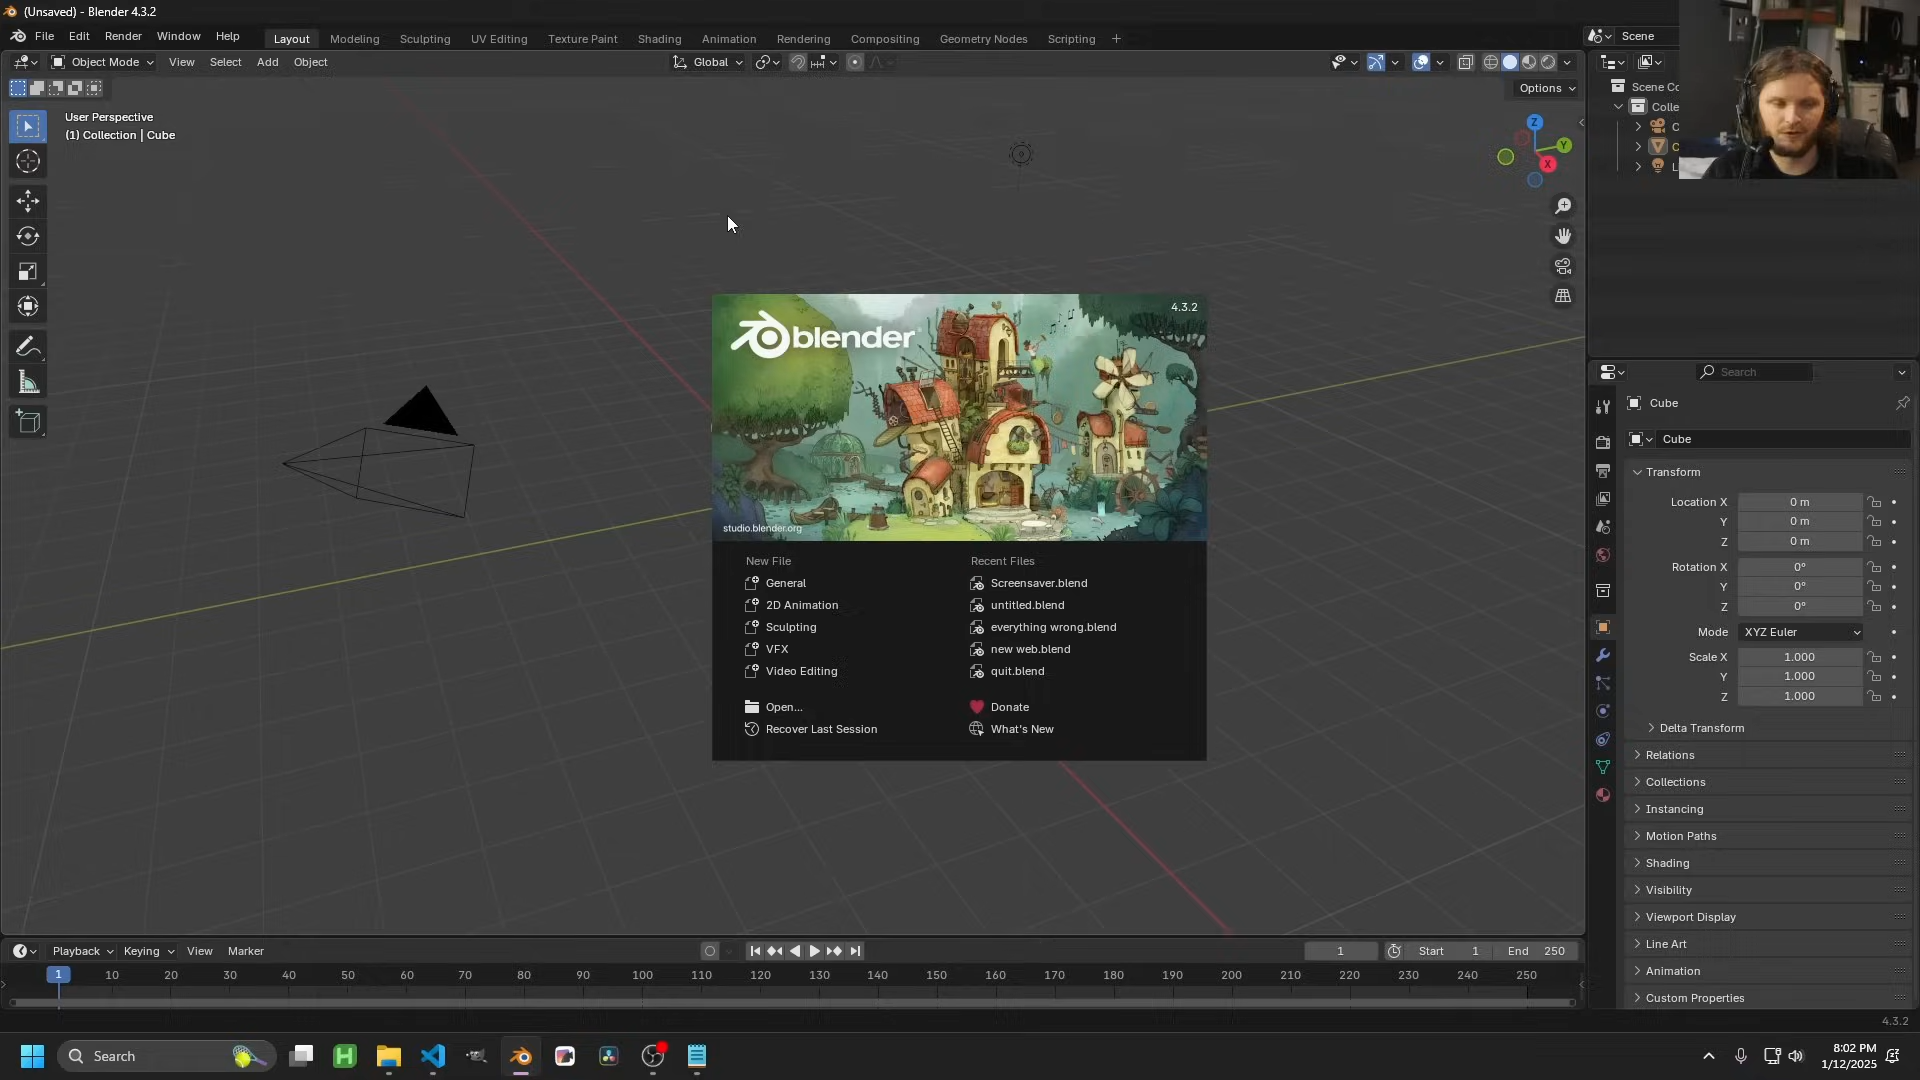 (Unsaved) - Blender 4.3.2
File Edit Render Window Help
Layout Modeling Sculpting UV Editing Texture Paint Shading Animation Rendering Compositing Geometry Nodes Scripting +
Scene
Object Mode View Select Add Object
Global
Options
Scene Co
Colle
C
C
L
User Perspective
(1) Collection | Cube
Z
Y
X
4.3.2
blender
studio.blender.org
New File
General
2D Animation
Sculpting
VFX
Video Editing
Open...
Recover Last Session
Recent Files
Screensaver.blend
untitled.blend
everything wrong.blend
new web.blend
quit.blend
Donate
What's New
Search
Cube
Cube
Transform
Location X 0 m
Y 0 m
Z 0 m
Rotation X 0°
Y 0°
Z 0°
Mode XYZ Euler
Scale X 1.000
Y 1.000
Z 1.000
Delta Transform
Relations
Collections
Instancing
Motion Paths
Shading
Visibility
Viewport Display
Line Art
Animation
Custom Properties
Playback Keying View Marker
1 Start 1 End 250
1 10 20 30 40 50 60 70 80 90 100 110 120 130 140 150 160 170 180 190 200 210 220 230 240 250
4.3.2
Search
H
8:02 PM
1/12/2025